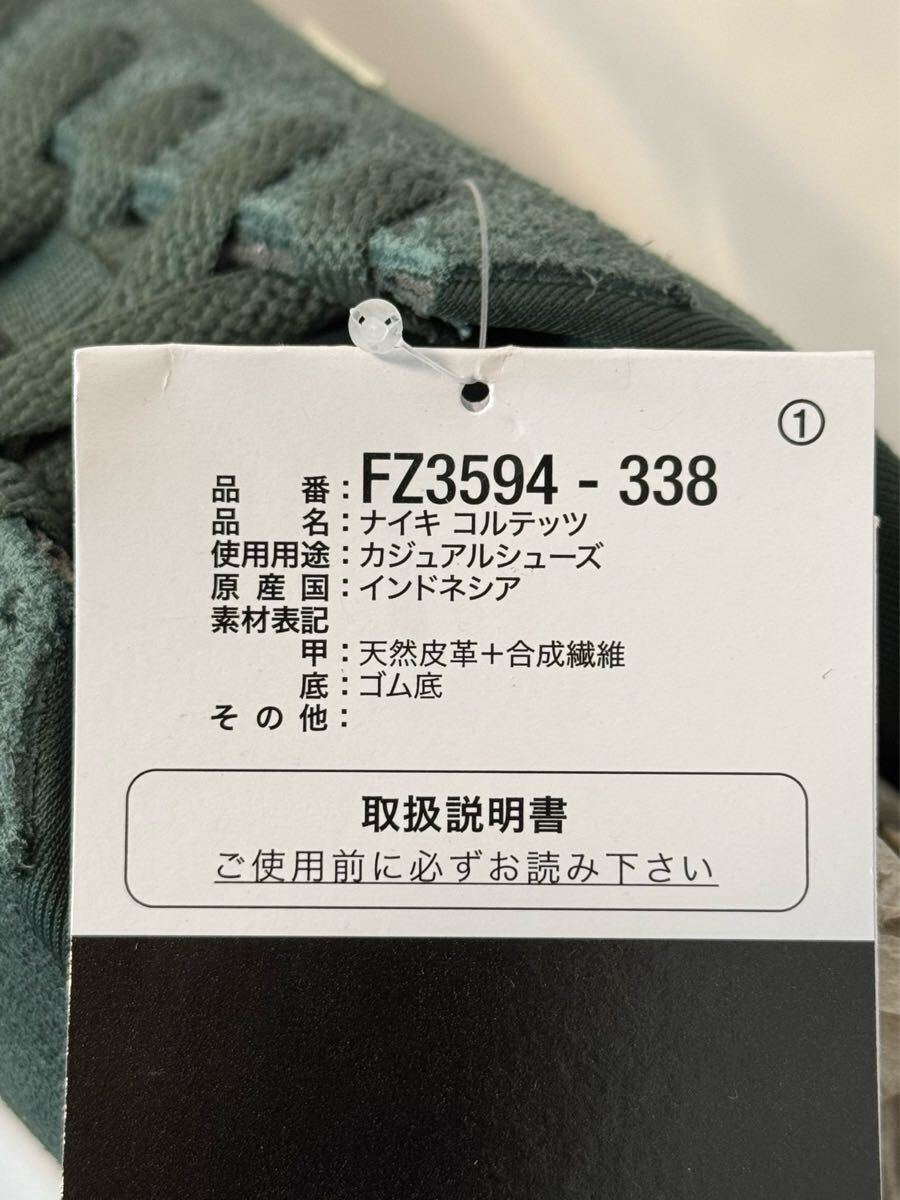 ①
品番：FZ3594 - 338
品名：ナイキ コルテッツ
使用用途：カジュアルシューズ
原産国：インドネシア
素材表記
甲：天然皮革＋合成繊維
底：ゴム底
その他：
取扱説明書
ご使用前に必ずお読み下さい